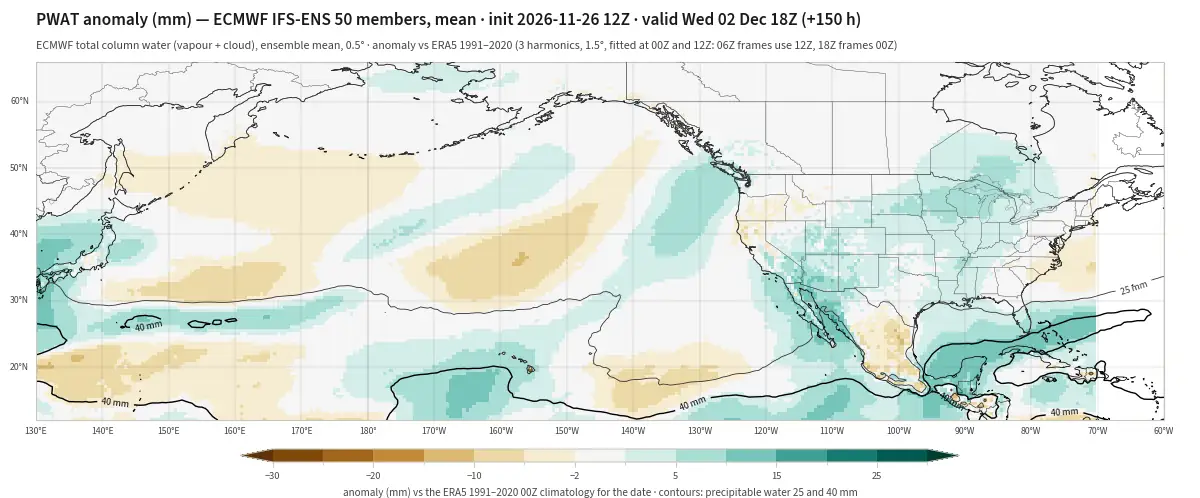 PWAT anomaly (mm) — ECMWF IFS-ENS 50 members, mean · init 2026-11-26 12Z · valid Wed 02 Dec 18Z (+150 h)
ECMWF total column water (vapour + cloud), ensemble mean, 0.5° · anomaly vs ERA5 1991–2020 (3 harmonics, 1.5°, fitted at 00Z and 12Z: 06Z frames use 12Z, 18Z frames 00Z)
60°N
50°N
40°N
30°N
20°N
25 mm
40 mm
40 mm
40 mm
40 mm
40 mm
130°E 140°E 150°E 160°E 170°E 180° 170°W 160°W 150°W 140°W 130°W 120°W 110°W 100°W 90°W 80°W 70°W 60°W
−30 −20 −10 −2 5 15 25
anomaly (mm) vs the ERA5 1991–2020 00Z climatology for the date · contours: precipitable water 25 and 40 mm